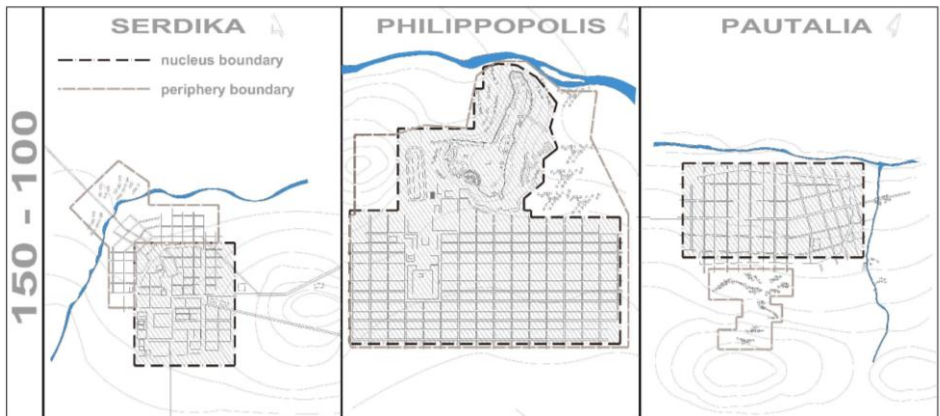 SERDIKA
nucleus boundary
periphery boundary
PHILIPPOPOLIS
PAUTALIA
150 - 100